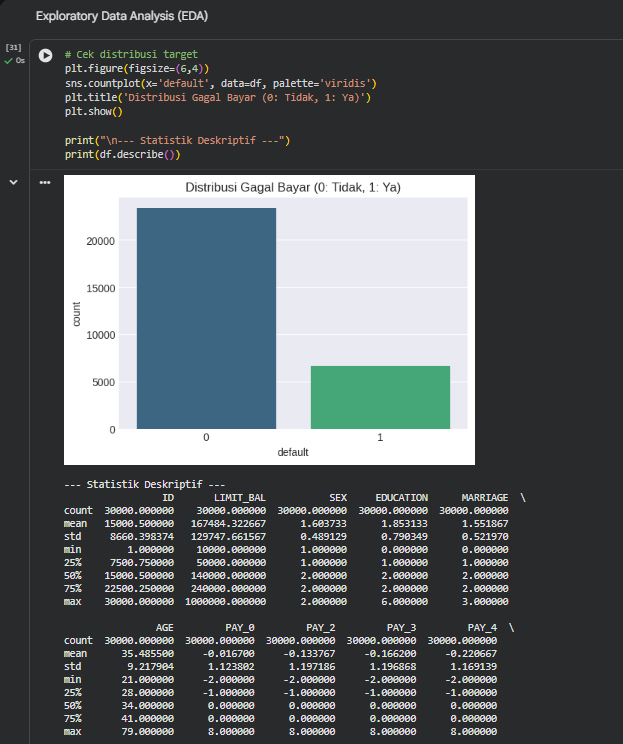 Exploratory Data Analysis (EDA)
[31]
0s
# Cek distribusi target
plt.figure(figsize=(6,4))
sns.countplot(x='default', data=df, palette='viridis')
plt.title('Distribusi Gagal Bayar (0: Tidak, 1: Ya)')
plt.show()
print("\n--- Statistik Deskriptif ---")
print(df.describe())
Distribusi Gagal Bayar (0: Tidak, 1: Ya)
20000
15000
10000
5000
0
count
0 1
default
--- Statistik Deskriptif ---
ID LIMIT_BAL SEX EDUCATION MARRIAGE \
count 30000.000000 30000.000000 30000.000000 30000.000000 30000.000000
mean 15000.500000 167484.322667 1.603733 1.853133 1.551867
std 8660.398374 129747.661567 0.489129 0.790349 0.521970
min 1.000000 10000.000000 1.000000 0.000000 0.000000
25% 7500.750000 50000.000000 1.000000 1.000000 1.000000
50% 15000.500000 140000.000000 2.000000 2.000000 2.000000
75% 22500.250000 240000.000000 2.000000 2.000000 2.000000
max 30000.000000 1000000.000000 2.000000 6.000000 3.000000
AGE PAY_0 PAY_2 PAY_3 PAY_4 \
count 30000.000000 30000.000000 30000.000000 30000.000000 30000.000000
mean 35.485500 -0.016700 -0.133767 -0.166200 -0.220667
std 9.217904 1.123802 1.197186 1.196868 1.169139
min 21.000000 -2.000000 -2.000000 -2.000000 -2.000000
25% 28.000000 -1.000000 -1.000000 -1.000000 -1.000000
50% 34.000000 0.000000 0.000000 0.000000 0.000000
75% 41.000000 0.000000 0.000000 0.000000 0.000000
max 79.000000 8.000000 8.000000 8.000000 8.000000